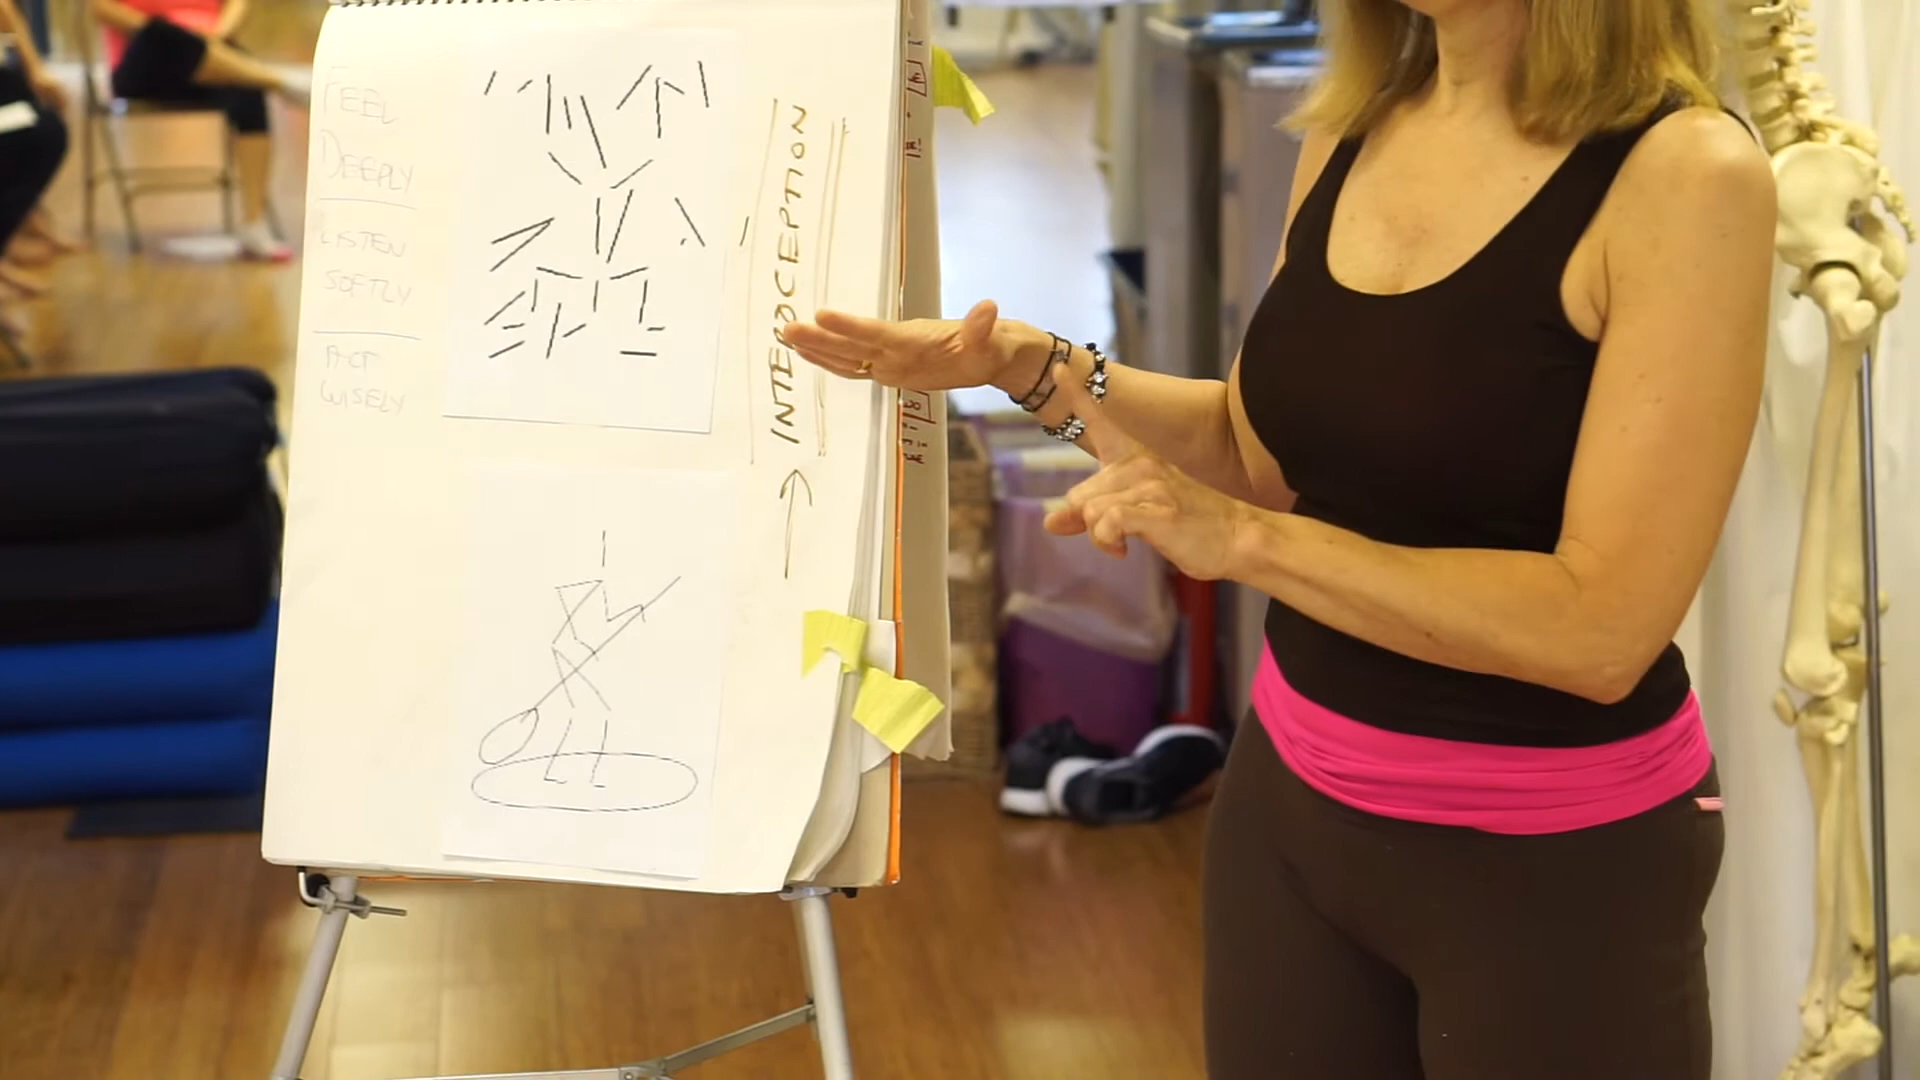 FEEL
DEEPLY
LISTEN
SOFTLY
ACT
WISELY
INTEROCEPTION